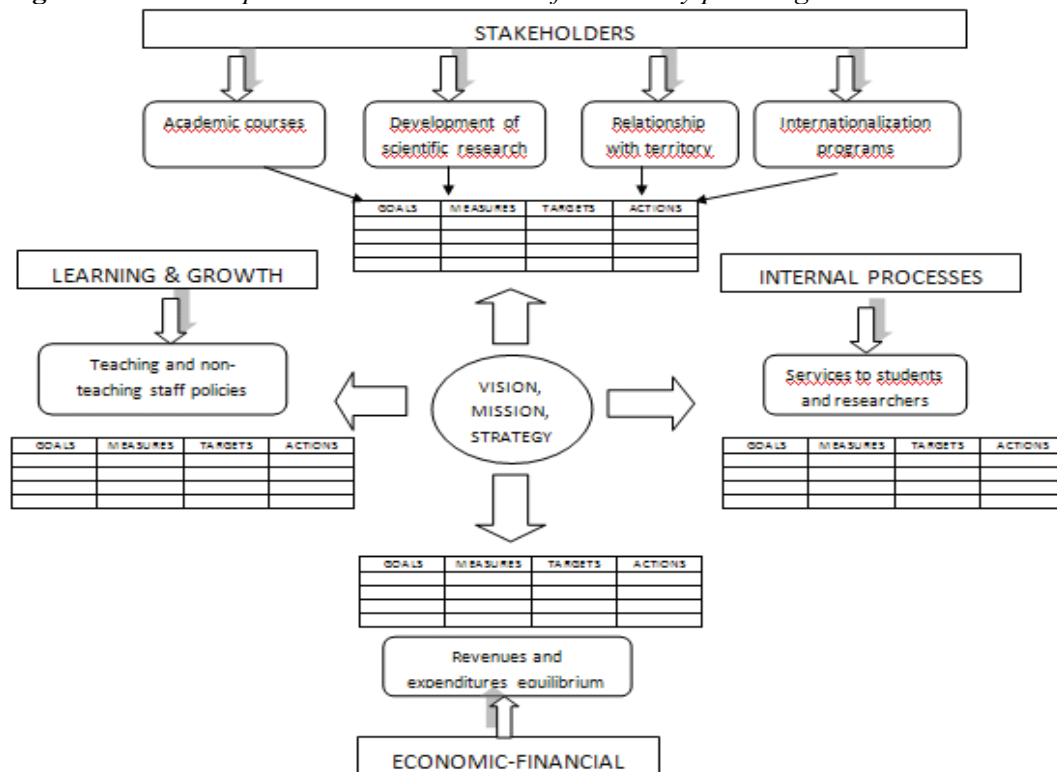 STAKEHOLDERS
Academic courses
Development of
scientific research
Relationship
with territory
Internationalization
programs
GOALS MEASURES TARGETS ACTIONS
LEARNING & GROWTH
INTERNAL PROCESSES
Teaching and non-
teaching staff policies
VISION,
MISSION,
STRATEGY
Services to students
and researchers
GOALS MEASURES TARGETS ACTIONS
GOALS MEASURES TARGETS ACTIONS
GOALS MEASURES TARGETS ACTIONS
Revenues and
expenditures equilibrium
ECONOMIC-FINANCIAL